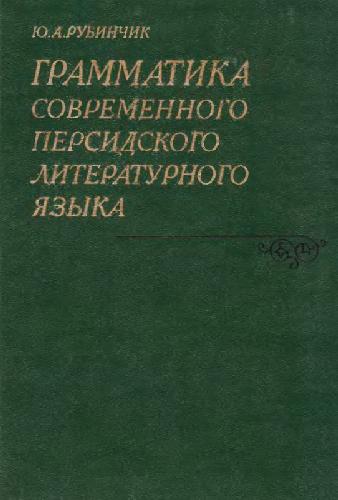 Ю.А.РУБИНЧИК
ГРАММАТИКА
СОВРЕМЕННОГО
ПЕРСИДСКОГО
ЛИТЕРАТУРНОГО
ЯЗЫКА